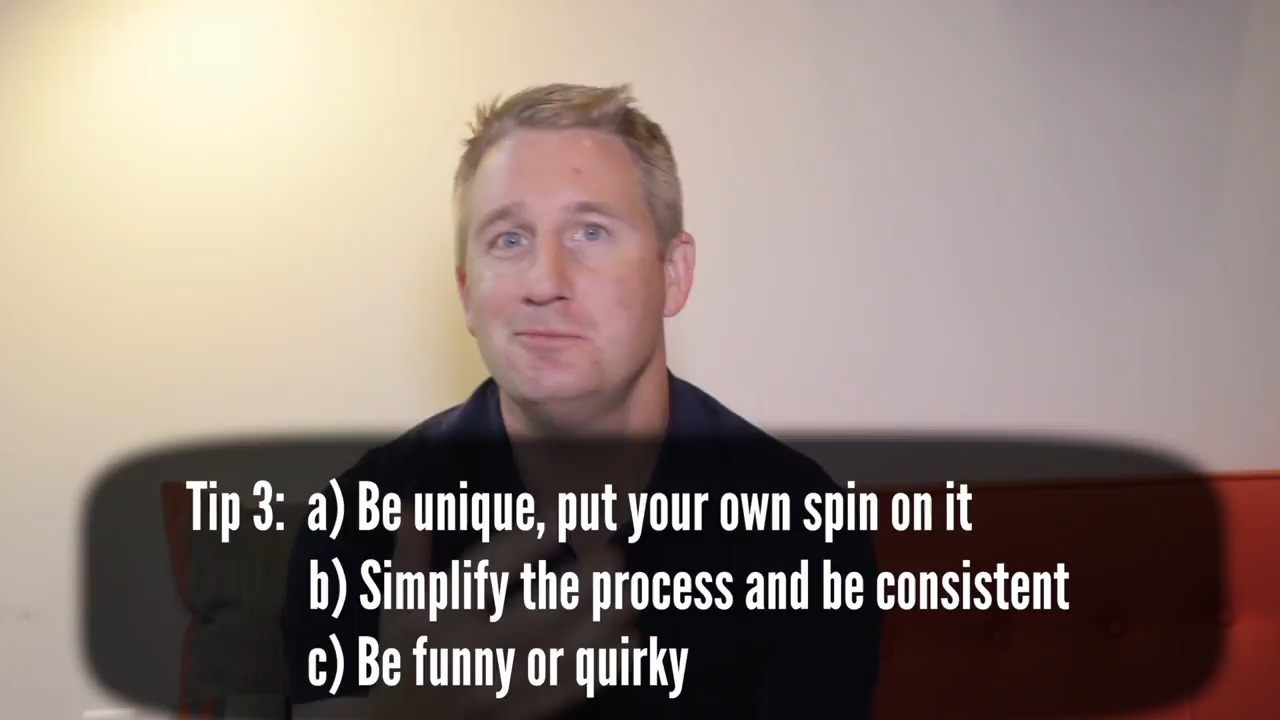 Tip 3: a) Be unique, put your own spin on it
b) Simplify the process and be consistent
c) Be funny or quirky